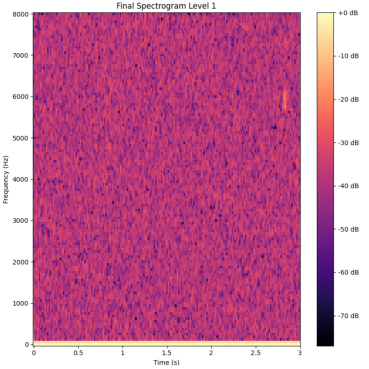 Final Spectrogram Level 1
8000
7000
6000
5000
4000
3000
2000
1000
0
Frequency (Hz)
0
0.5
1
1.5
2
2.5
3
Time (s)
+0 dB
-10 dB
-20 dB
-30 dB
-40 dB
-50 dB
-60 dB
-70 dB